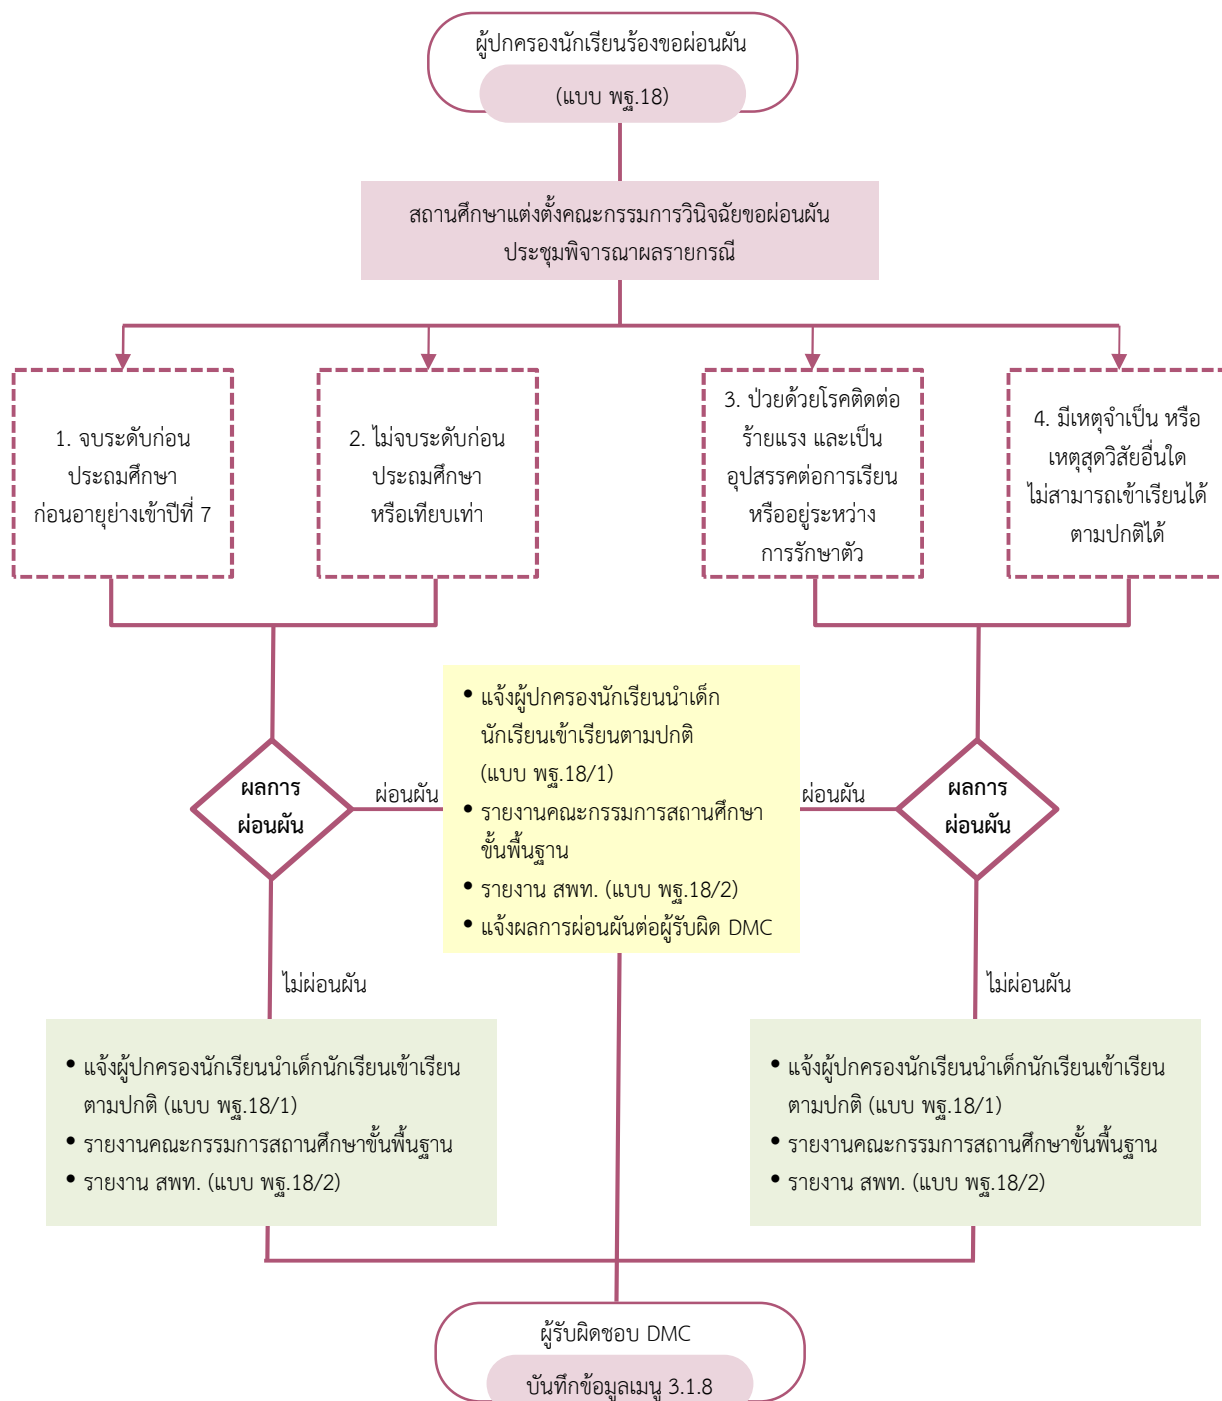 ผู้ปกครองนักเรียนร้องขอผ่อนผัน
(แบบ พฐ.18)
สถานศึกษาแต่งตั้งคณะกรรมการวินิจฉัยขอผ่อนผัน
ประชุมพิจารณาผลรายกรณี
1. จบระดับก่อน
ประถมศึกษา
ก่อนอายุย่างเข้าปีที่ 7
2. ไม่จบระดับก่อน
ประถมศึกษา
หรือเทียบเท่า
3. ป่วยด้วยโรคติดต่อ
ร้ายแรง และเป็น
อุปสรรคต่อการเรียน
หรืออยู่ระหว่าง
การรักษาตัว
4. มีเหตุจำเป็น หรือ
เหตุสุดวิสัยอื่นใด
ไม่สามารถเข้าเรียนได้
ตามปกติได้
ผลการ
ผ่อนผัน
ผ่อนผัน
• แจ้งผู้ปกครองนักเรียนนำเด็ก
นักเรียนเข้าเรียนตามปกติ
(แบบ พฐ.18/1)
• รายงานคณะกรรมการสถานศึกษา
ขั้นพื้นฐาน
• รายงาน สพท. (แบบ พฐ.18/2)
• แจ้งผลการผ่อนผันต่อผู้รับผิด DMC
ผ่อนผัน
ผลการ
ผ่อนผัน
ไม่ผ่อนผัน
• แจ้งผู้ปกครองนักเรียนนำเด็กนักเรียนเข้าเรียน
ตามปกติ (แบบ พฐ.18/1)
• รายงานคณะกรรมการสถานศึกษาขั้นพื้นฐาน
• รายงาน สพท. (แบบ พฐ.18/2)
ไม่ผ่อนผัน
• แจ้งผู้ปกครองนักเรียนนำเด็กนักเรียนเข้าเรียน
ตามปกติ (แบบ พฐ.18/1)
• รายงานคณะกรรมการสถานศึกษาขั้นพื้นฐาน
• รายงาน สพท. (แบบ พฐ.18/2)
ผู้รับผิดชอบ DMC
บันทึกข้อมูลเมนู 3.1.8